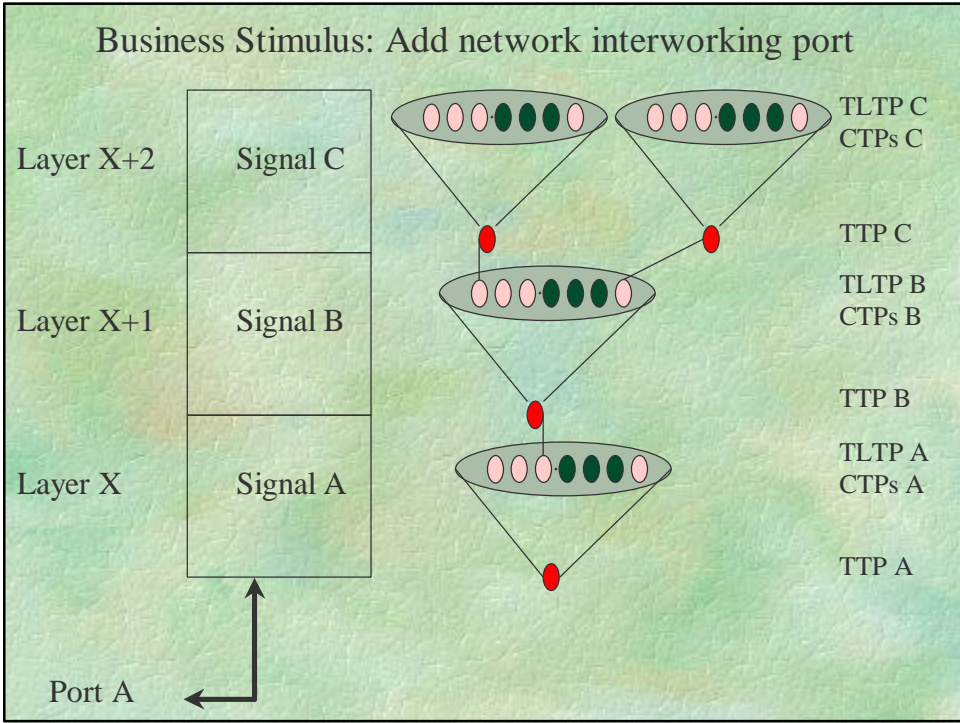 Business Stimulus: Add network interworking port
Layer X+2
Signal C
TLTP C
CTPs C
TTP C
Layer X+1
Signal B
TLTP B
CTPs B
TTP B
Layer X
Signal A
TLTP A
CTPs A
TTP A
Port A